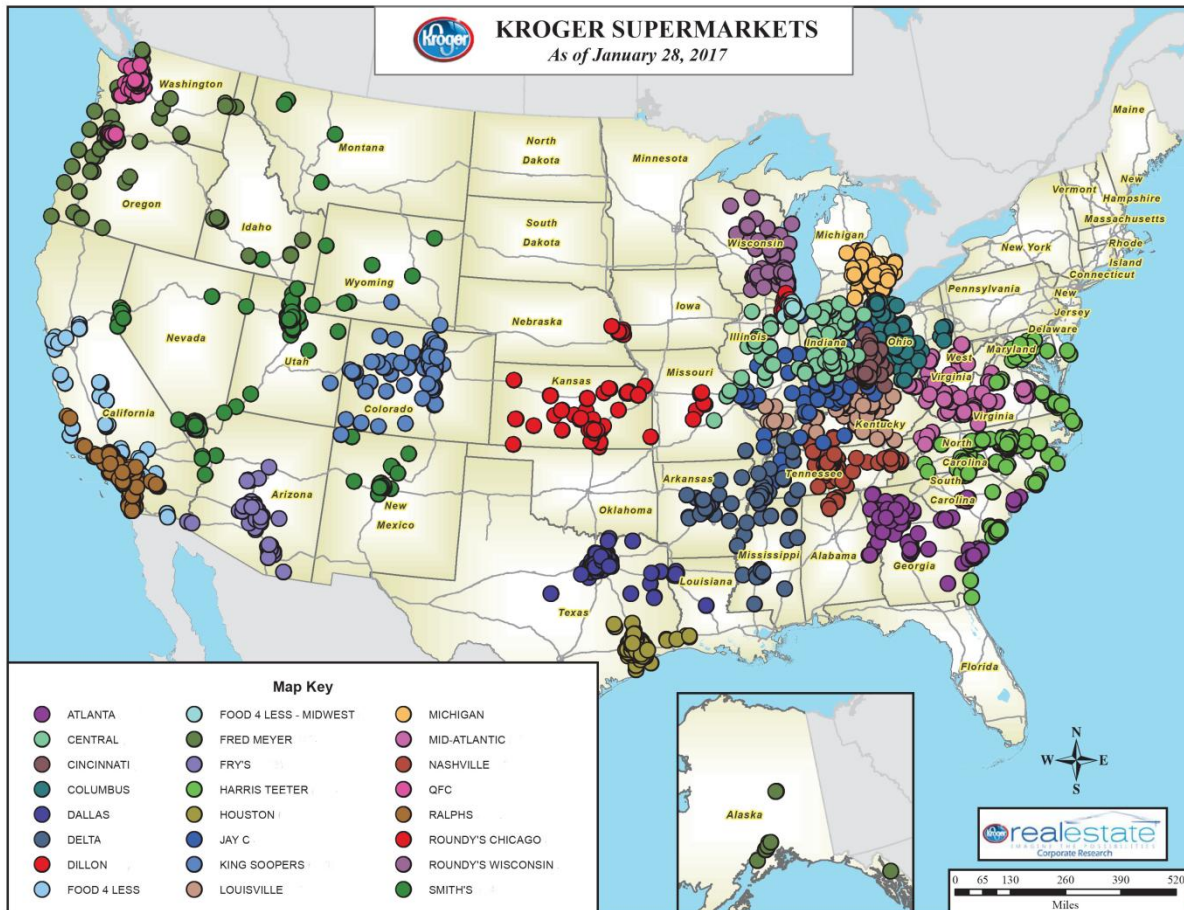 Kroger
KROGER SUPERMARKETS
As of January 28, 2017
Washington
Maine
Montana
North
Dakota
Minnesota
Vermont
New
Hampshire
Massachusetts
Oregon
Idaho
South
Dakota
Wisconsin
Michigan
New York
Rhode
Island
Connecticut
Wyoming
Iowa
Pennsylvania
New
Jersey
Delaware
Nevada
Utah
Nebraska
Illinois
Indiana
Ohio
West
Virginia
Maryland
California
Colorado
Kansas
Missouri
Kentucky
Virginia
Arizona
New
Mexico
Oklahoma
Arkansas
Tennessee
North
Carolina
South
Carolina
Texas
Louisiana
Mississippi
Alabama
Georgia
Florida
Alaska
Map Key
ATLANTA
CENTRAL
CINCINNATI
COLUMBUS
DALLAS
DELTA
DILLON
FOOD 4 LESS
FOOD 4 LESS - MIDWEST
FRED MEYER
FRY'S
HARRIS TEETER
HOUSTON
JAY C
KING SOOPERS
LOUISVILLE
MICHIGAN
MID-ATLANTIC
NASHVILLE
QFC
RALPHS
ROUNDY'S CHICAGO
ROUNDY'S WISCONSIN
SMITH'S
N
W E
S
Kroger realestate
IMAGINE THE POSSIBILITIES
Corporate Research
0 65 130 260 390 520
Miles